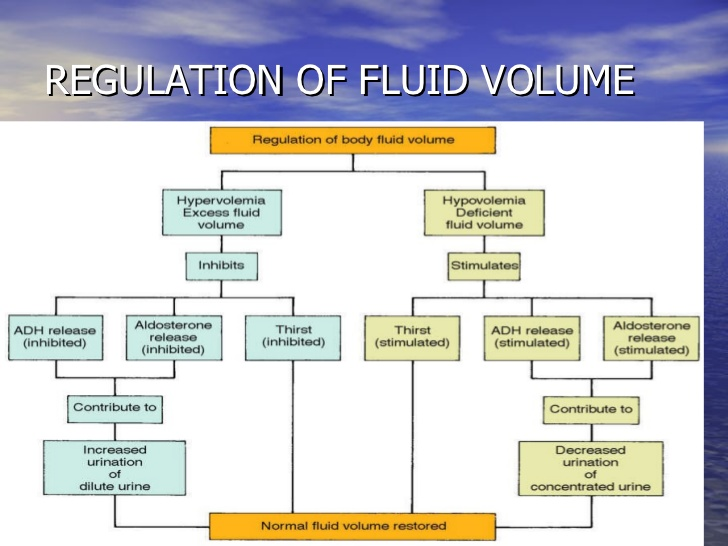 REGULATION OF FLUID VOLUME
Regulation of body fluid volume
Hypervolemia
Excess fluid
volume
Hypovolemia
Deficient
fluid volume
Inhibits
Stimulates
ADH release
(inhibited)
Aldosterone
release
(inhibited)
Thirst
(inhibited)
Thirst
(stimulated)
ADH release
(stimulated)
Aldosterone
release
(stimulated)
Contribute to
Contribute to
Increased
urination
of
dilute urine
Decreased
urination
of
concentrated urine
Normal fluid volume restored